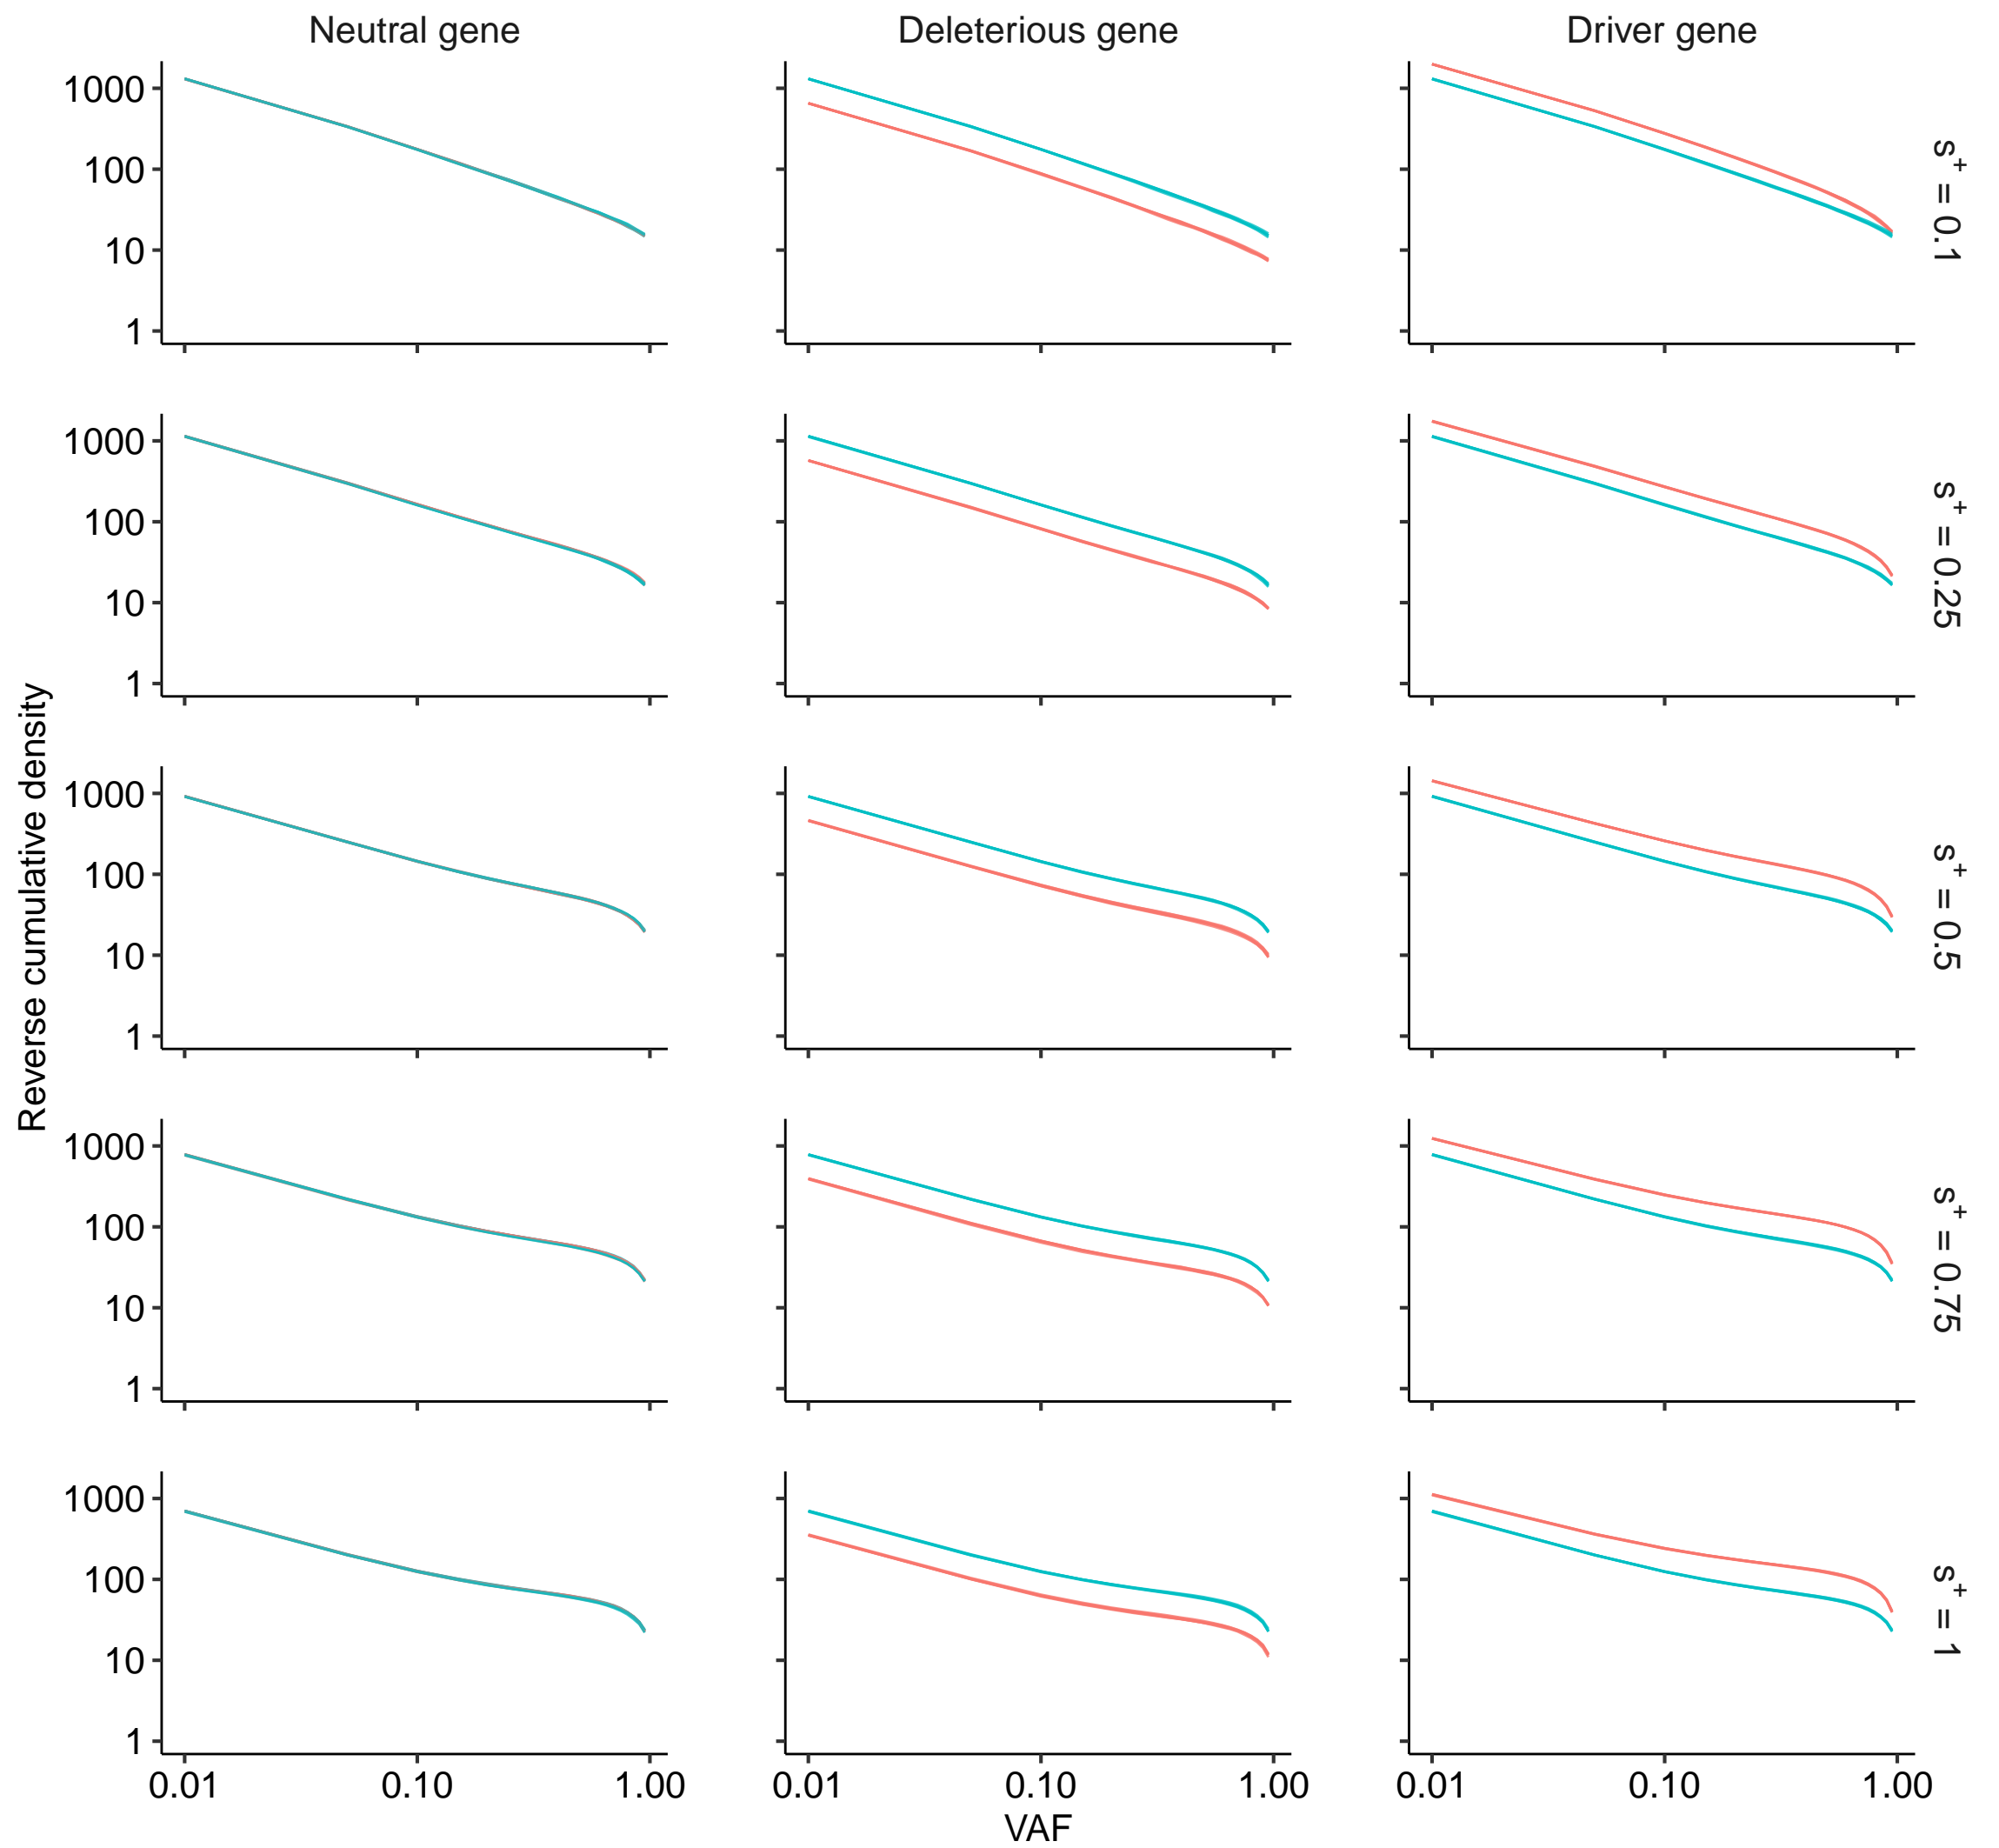 Neutral gene
Deleterious gene
Driver gene
1000
100
10
1
s⁺ = 0.1
1000
100
10
1
s⁺ = 0.25
Reverse cumulative density
1000
100
10
1
s⁺ = 0.5
1000
100
10
1
s⁺ = 0.75
1000
100
10
1
s⁺ = 1
0.01 0.10 1.00
0.01 0.10 1.00
0.01 0.10 1.00
VAF